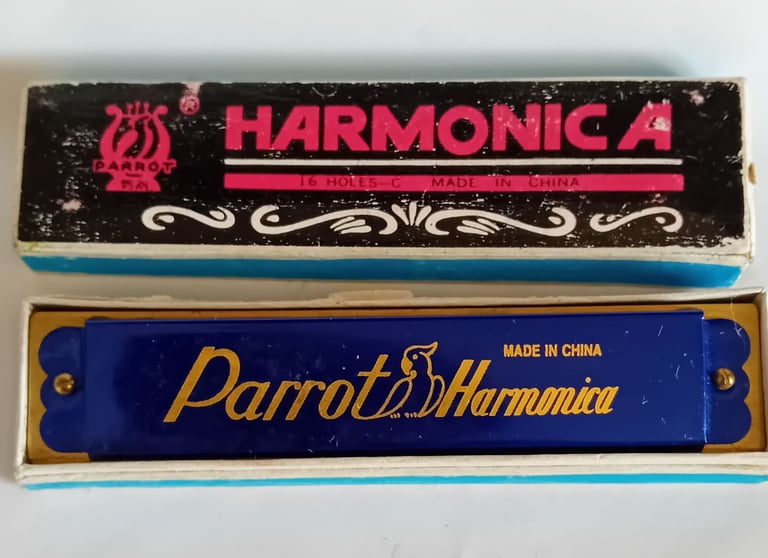 ®
HARMONICA
PARROT
16 HOLES-C MADE IN CHINA
MADE IN CHINA
Parrot Harmonica